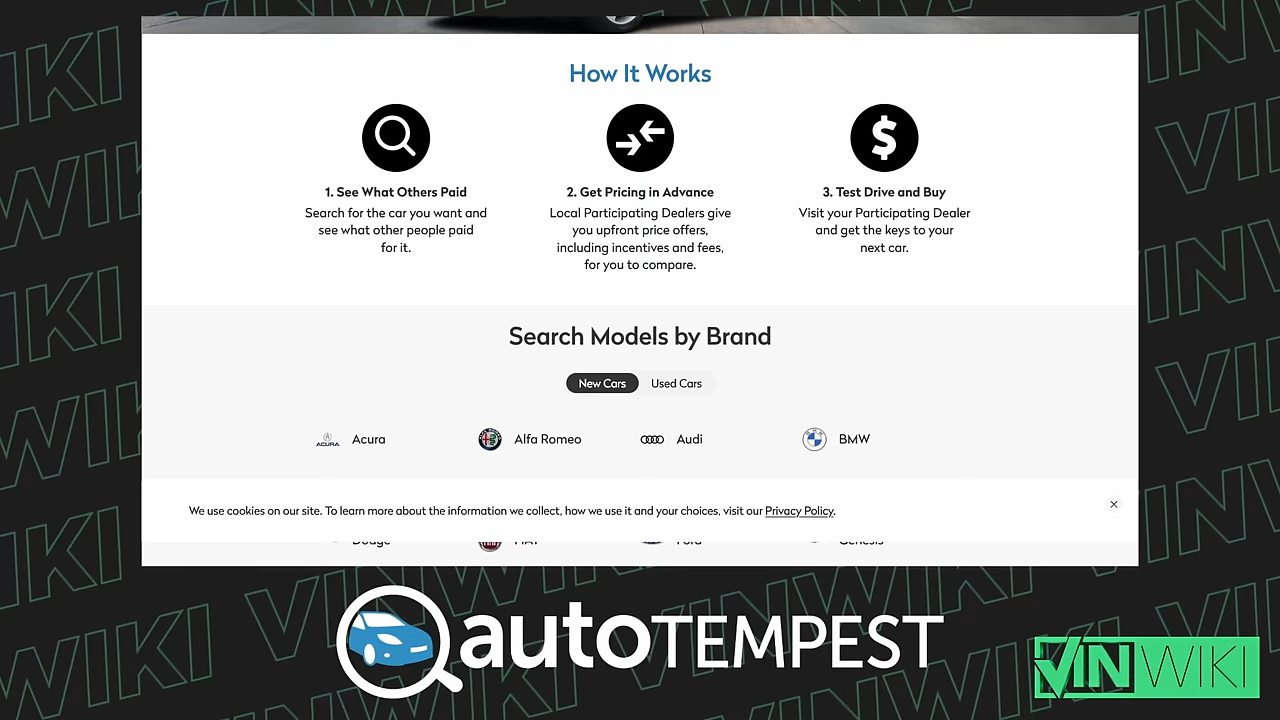 How It Works
1. See What Others Paid
Search for the car you want and
see what other people paid
for it.
2. Get Pricing in Advance
Local Participating Dealers give
you upfront price offers,
including incentives and fees,
for you to compare.
3. Test Drive and Buy
Visit your Participating Dealer
and get the keys to your
next car.
Search Models by Brand
New Cars Used Cars
ACURA Acura Alfa Romeo Audi BMW
We use cookies on our site. To learn more about the information we collect, how we use it and your choices, visit our Privacy Policy.
Dodge FIAT Ford Genesis
autoTEMPEST
VINWIKI